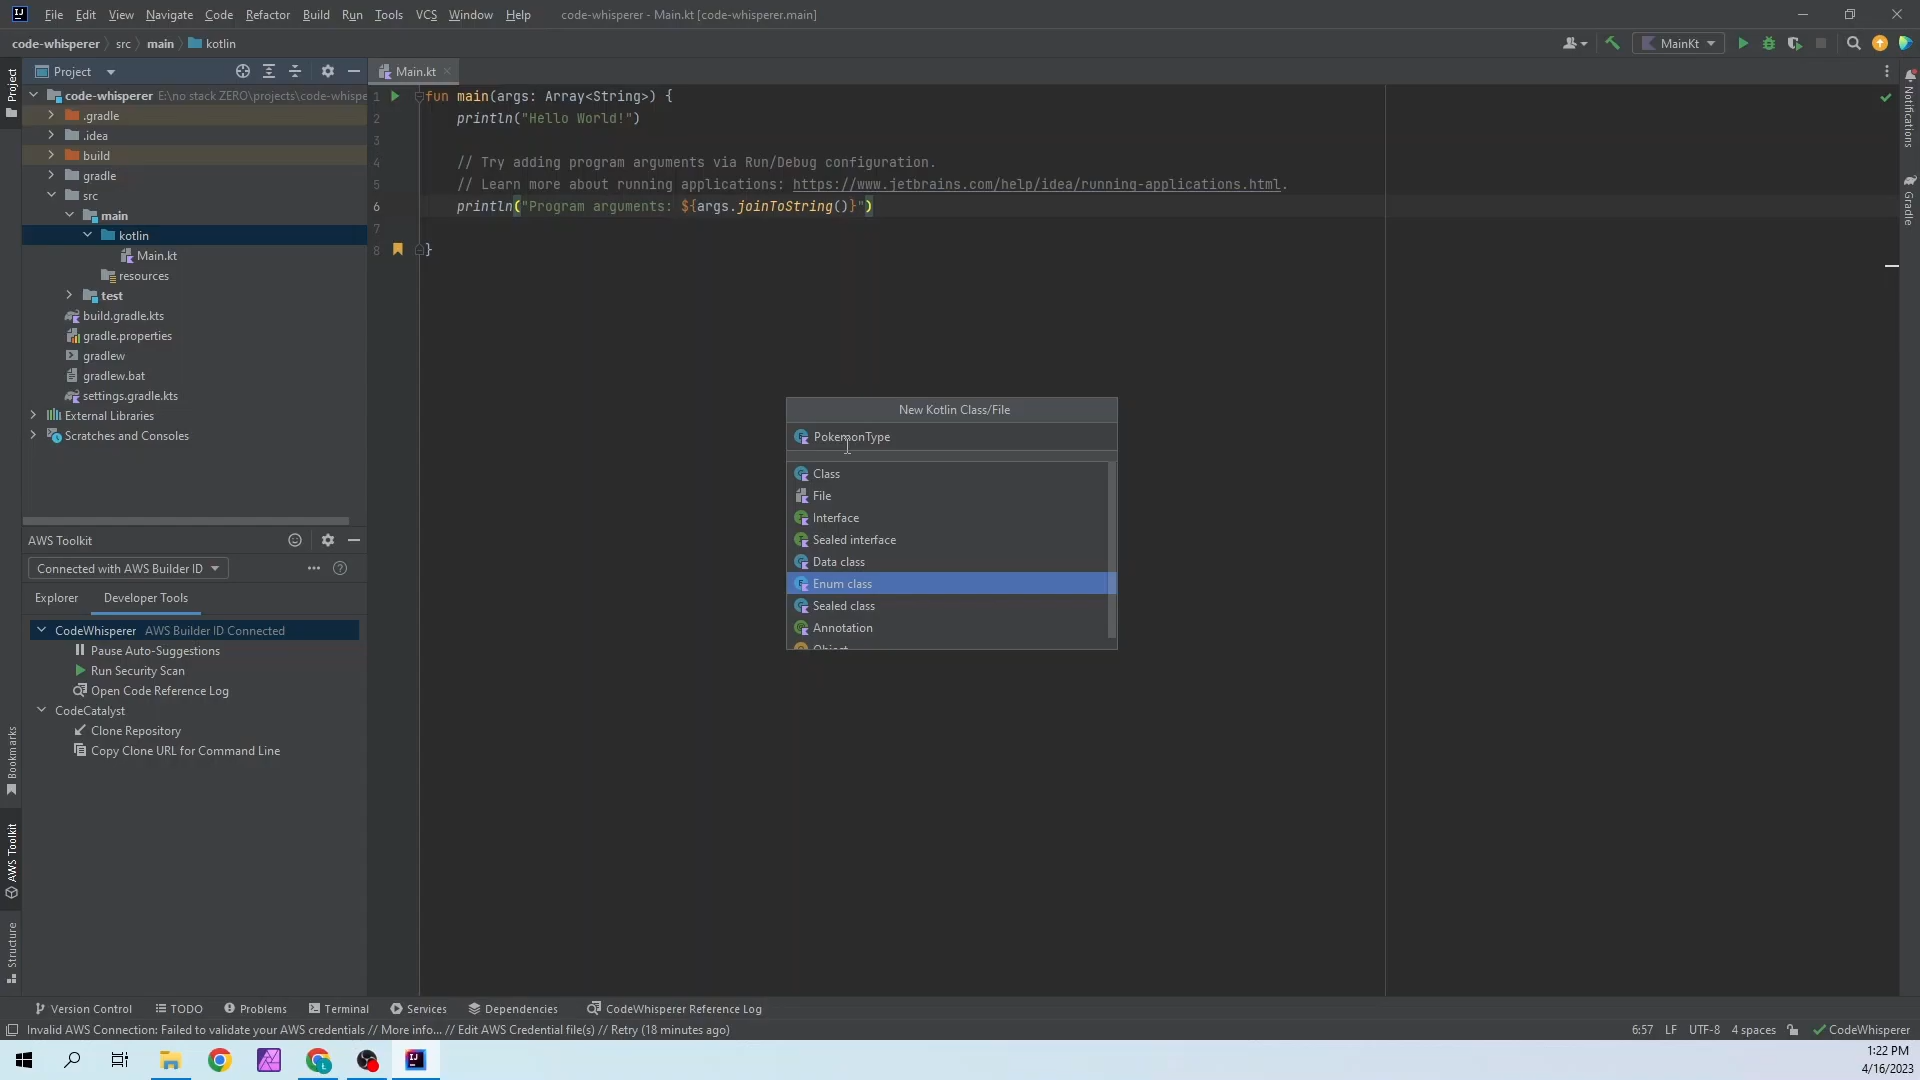 File Edit View Navigate Code Refactor Build Run Tools VCS Window Help code-whisperer - Main.kt [code-whisperer.main]
code-whisperer src main kotlin
MainKt
Project
Project
Main.kt
code-whisperer E:\no stack ZERO\projects\code-whispe
.gradle
.idea
build
gradle
src
main
kotlin
Main.kt
resources
test
build.gradle.kts
gradle.properties
gradlew
gradlew.bat
settings.gradle.kts
External Libraries
Scratches and Consoles
1 fun main(args: Array<String>) {
2 println("Hello World!")
3
4 // Try adding program arguments via Run/Debug configuration.
5 // Learn more about running applications: https://www.jetbrains.com/help/idea/running-applications.html.
6 println("Program arguments: ${args.joinToString()}")
7
8 }
New Kotlin Class/File
PokemonType
Class
File
Interface
Sealed interface
Data class
Enum class
Sealed class
Annotation
Object
AWS Toolkit
Connected with AWS Builder ID
Explorer Developer Tools
CodeWhisperer AWS Builder ID Connected
Pause Auto-Suggestions
Run Security Scan
Open Code Reference Log
CodeCatalyst
Clone Repository
Copy Clone URL for Command Line
Bookmarks
AWS Toolkit
Structure
Notifications
Gradle
Version Control TODO Problems Terminal Services Dependencies CodeWhisperer Reference Log
Invalid AWS Connection: Failed to validate your AWS credentials // More info... // Edit AWS Credential file(s) // Retry (18 minutes ago)
6:57 LF UTF-8 4 spaces CodeWhisperer
1:22 PM
4/16/2023